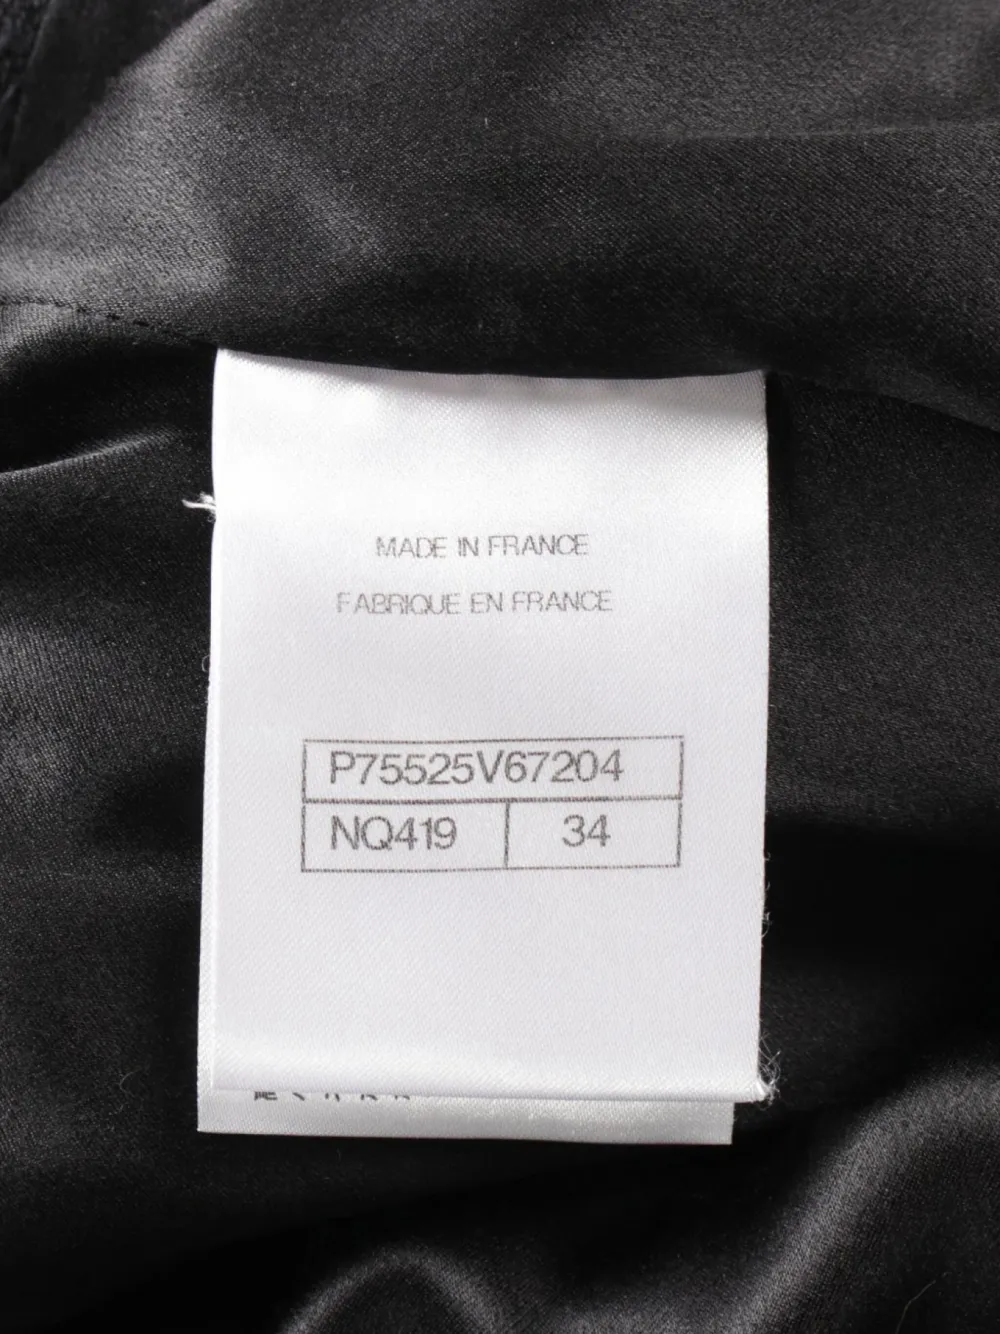 MADE IN FRANCE
FABRIQUE EN FRANCE
P75525V67204
NQ419 34